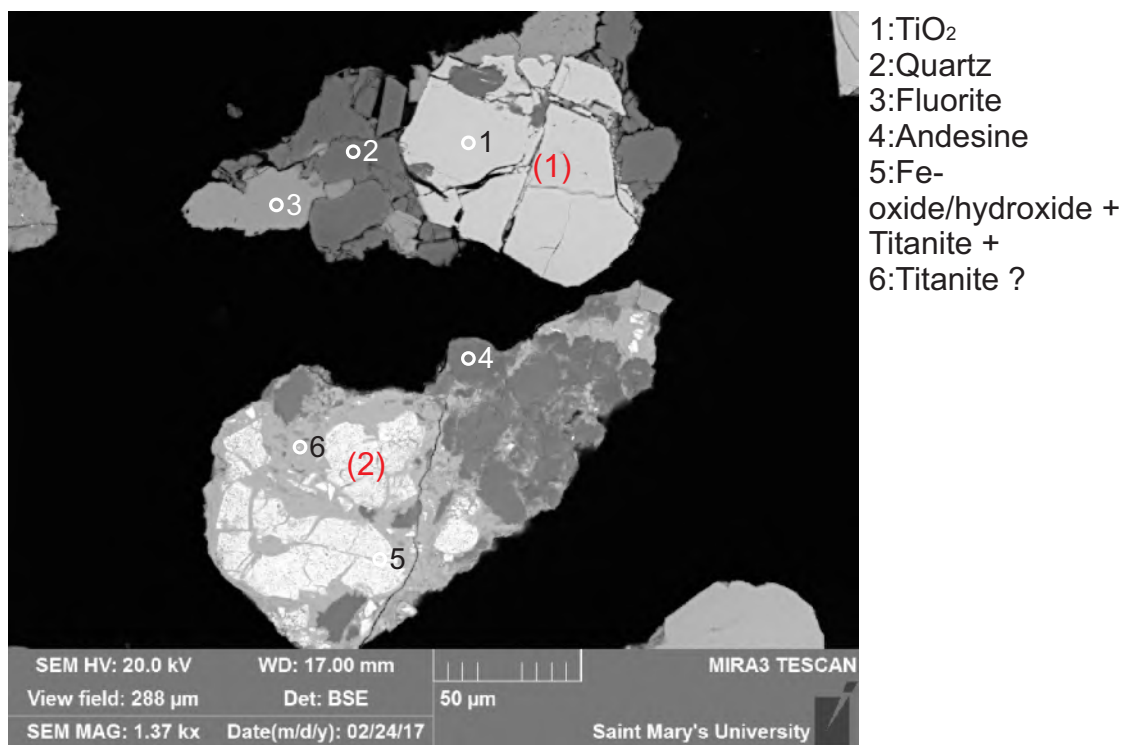 1:TiO2
2:Quartz
3:Fluorite
4:Andesine
5:Fe-
oxide/hydroxide +
Titanite +
6:Titanite ?
1
2
(1)
3
4
6
(2)
5
SEM HV: 20.0 kV WD: 17.00 mm MIRA3 TESCAN
View field: 288 µm Det: BSE 50 µm
SEM MAG: 1.37 kx Date(m/d/y): 02/24/17 Saint Mary's University